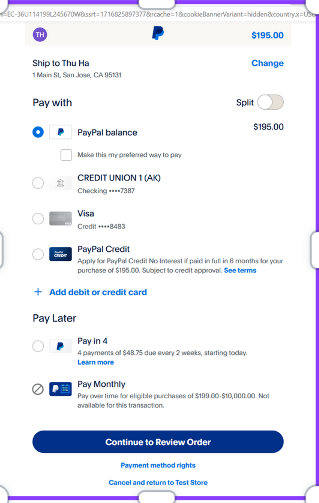 =EC-36U114199L245670W&ssrt=1716825897377&rcache=1&cookieBannerVariant=hidden&country.x=US
TH $195.00
Ship to Thu Ha Change
1 Main St, San Jose, CA 95131
Pay with Split
PayPal balance $195.00
Make this my preferred way to pay
CREDIT UNION 1 (AK)
Checking ••••7387
Visa
Credit ••••8483
PayPal Credit
Apply for PayPal Credit No Interest if paid in full in 6 months for your
purchase of $195.00. Subject to credit approval. See terms
+ Add debit or credit card
Pay Later
Pay in 4
4 payments of $48.75 due every 2 weeks, starting today.
Learn more
Pay Monthly
Pay over time for eligible purchases of $199.00-$10,000.00. Not
available for this transaction.
Continue to Review Order
Payment method rights
Cancel and return to Test Store